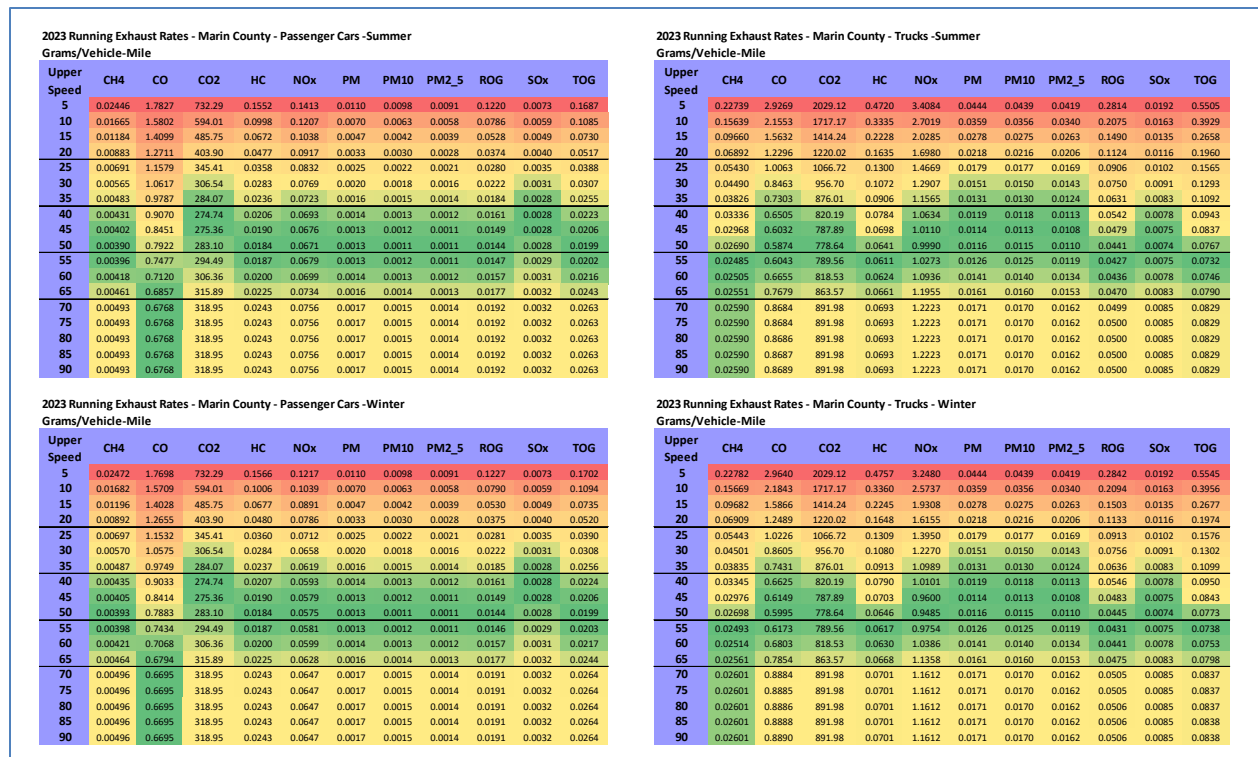 2023 Running Exhaust Rates - Marin County - Passenger Cars -Summer
Grams/Vehicle-Mile
Upper Speed CH4 CO CO2 HC NOx PM PM10 PM2_5 ROG SOx TOG
5 0.02446 1.7827 732.29 0.1552 0.1413 0.0110 0.0098 0.0091 0.1220 0.0073 0.1687
10 0.01665 1.5802 594.01 0.0998 0.1207 0.0070 0.0063 0.0058 0.0786 0.0059 0.1085
15 0.01184 1.4099 485.75 0.0672 0.1038 0.0047 0.0042 0.0039 0.0528 0.0049 0.0730
20 0.00883 1.2711 403.90 0.0477 0.0917 0.0033 0.0030 0.0028 0.0374 0.0040 0.0517
25 0.00691 1.1579 345.41 0.0358 0.0832 0.0025 0.0022 0.0021 0.0280 0.0035 0.0388
30 0.00565 1.0617 306.54 0.0283 0.0769 0.0020 0.0018 0.0016 0.0222 0.0031 0.0307
35 0.00483 0.9787 284.07 0.0236 0.0723 0.0016 0.0015 0.0014 0.0184 0.0028 0.0255
40 0.00431 0.9070 274.74 0.0206 0.0693 0.0014 0.0013 0.0012 0.0161 0.0028 0.0223
45 0.00402 0.8451 275.36 0.0190 0.0676 0.0013 0.0012 0.0011 0.0149 0.0028 0.0206
50 0.00390 0.7922 283.10 0.0184 0.0671 0.0013 0.0011 0.0011 0.0144 0.0028 0.0199
55 0.00396 0.7477 294.49 0.0187 0.0679 0.0013 0.0012 0.0011 0.0147 0.0029 0.0202
60 0.00418 0.7120 306.36 0.0200 0.0699 0.0014 0.0013 0.0012 0.0157 0.0031 0.0216
65 0.00461 0.6857 315.89 0.0225 0.0734 0.0016 0.0014 0.0013 0.0177 0.0032 0.0243
70 0.00493 0.6768 318.95 0.0243 0.0756 0.0017 0.0015 0.0014 0.0192 0.0032 0.0263
75 0.00493 0.6768 318.95 0.0243 0.0756 0.0017 0.0015 0.0014 0.0192 0.0032 0.0263
80 0.00493 0.6768 318.95 0.0243 0.0756 0.0017 0.0015 0.0014 0.0192 0.0032 0.0263
85 0.00493 0.6768 318.95 0.0243 0.0756 0.0017 0.0015 0.0014 0.0192 0.0032 0.0263
90 0.00493 0.6768 318.95 0.0243 0.0756 0.0017 0.0015 0.0014 0.0192 0.0032 0.0263
2023 Running Exhaust Rates - Marin County - Trucks -Summer
Grams/Vehicle-Mile
Upper Speed CH4 CO CO2 HC NOx PM PM10 PM2_5 ROG SOx TOG
5 0.22739 2.9269 2029.12 0.4720 3.4084 0.0444 0.0439 0.0419 0.2814 0.0192 0.5505
10 0.15639 2.1553 1717.17 0.3335 2.7019 0.0359 0.0356 0.0340 0.2075 0.0163 0.3929
15 0.09660 1.5632 1414.24 0.2228 2.0285 0.0278 0.0275 0.0263 0.1490 0.0135 0.2658
20 0.06892 1.2296 1220.02 0.1635 1.6980 0.0218 0.0216 0.0206 0.1124 0.0116 0.1960
25 0.05430 1.0063 1066.72 0.1301 1.4669 0.0179 0.0177 0.0169 0.0906 0.0102 0.1565
30 0.04490 0.8463 956.70 0.1072 1.2907 0.0151 0.0150 0.0143 0.0750 0.0091 0.1293
35 0.03826 0.7303 876.01 0.0906 1.1565 0.0131 0.0130 0.0124 0.0631 0.0083 0.1092
40 0.03336 0.6505 820.19 0.0784 1.0634 0.0119 0.0118 0.0113 0.0542 0.0078 0.0943
45 0.02968 0.6032 787.89 0.0698 1.0110 0.0114 0.0113 0.0108 0.0479 0.0075 0.0837
50 0.02690 0.5874 778.64 0.0641 0.9990 0.0116 0.0115 0.0110 0.0441 0.0074 0.0767
55 0.02485 0.6043 789.56 0.0611 1.0273 0.0126 0.0125 0.0119 0.0427 0.0075 0.0732
60 0.02505 0.6655 818.53 0.0624 1.0936 0.0141 0.0140 0.0134 0.0436 0.0078 0.0746
65 0.02551 0.7679 863.57 0.0661 1.1955 0.0161 0.0160 0.0153 0.0470 0.0083 0.0790
70 0.02590 0.8684 891.98 0.0693 1.2223 0.0171 0.0170 0.0162 0.0499 0.0085 0.0829
75 0.02590 0.8684 891.98 0.0693 1.2223 0.0171 0.0170 0.0162 0.0500 0.0085 0.0829
80 0.02590 0.8686 891.98 0.0693 1.2223 0.0171 0.0170 0.0162 0.0500 0.0085 0.0829
85 0.02590 0.8687 891.98 0.0693 1.2223 0.0171 0.0170 0.0162 0.0500 0.0085 0.0829
90 0.02590 0.8689 891.98 0.0693 1.2223 0.0171 0.0170 0.0162 0.0500 0.0085 0.0829
2023 Running Exhaust Rates - Marin County - Passenger Cars -Winter
Grams/Vehicle-Mile
Upper Speed CH4 CO CO2 HC NOx PM PM10 PM2_5 ROG SOx TOG
5 0.02472 1.7698 732.29 0.1566 0.1217 0.0110 0.0098 0.0091 0.1227 0.0073 0.1702
10 0.01682 1.5709 594.01 0.1006 0.1039 0.0070 0.0063 0.0058 0.0790 0.0059 0.1094
15 0.01196 1.4028 485.75 0.0677 0.0891 0.0047 0.0042 0.0039 0.0530 0.0049 0.0735
20 0.00892 1.2655 403.90 0.0480 0.0786 0.0033 0.0030 0.0028 0.0375 0.0040 0.0520
25 0.00697 1.1532 345.41 0.0360 0.0712 0.0025 0.0022 0.0021 0.0281 0.0035 0.0390
30 0.00570 1.0575 306.54 0.0284 0.0658 0.0020 0.0018 0.0016 0.0222 0.0031 0.0308
35 0.00487 0.9749 284.07 0.0237 0.0619 0.0016 0.0015 0.0014 0.0185 0.0028 0.0256
40 0.00435 0.9033 274.74 0.0207 0.0593 0.0014 0.0013 0.0012 0.0161 0.0028 0.0224
45 0.00405 0.8414 275.36 0.0190 0.0579 0.0013 0.0012 0.0011 0.0149 0.0028 0.0206
50 0.00393 0.7883 283.10 0.0184 0.0575 0.0013 0.0011 0.0011 0.0144 0.0028 0.0199
55 0.00398 0.7434 294.49 0.0187 0.0581 0.0013 0.0012 0.0011 0.0146 0.0029 0.0203
60 0.00421 0.7068 306.36 0.0200 0.0599 0.0014 0.0013 0.0012 0.0157 0.0031 0.0217
65 0.00464 0.6794 315.89 0.0225 0.0628 0.0016 0.0014 0.0013 0.0177 0.0032 0.0244
70 0.00496 0.6695 318.95 0.0243 0.0647 0.0017 0.0015 0.0014 0.0191 0.0032 0.0264
75 0.00496 0.6695 318.95 0.0243 0.0647 0.0017 0.0015 0.0014 0.0191 0.0032 0.0264
80 0.00496 0.6695 318.95 0.0243 0.0647 0.0017 0.0015 0.0014 0.0191 0.0032 0.0264
85 0.00496 0.6695 318.95 0.0243 0.0647 0.0017 0.0015 0.0014 0.0191 0.0032 0.0264
90 0.00496 0.6695 318.95 0.0243 0.0647 0.0017 0.0015 0.0014 0.0191 0.0032 0.0264
2023 Running Exhaust Rates - Marin County - Trucks - Winter
Grams/Vehicle-Mile
Upper Speed CH4 CO CO2 HC NOx PM PM10 PM2_5 ROG SOx TOG
5 0.22782 2.9640 2029.12 0.4757 3.2480 0.0444 0.0439 0.0419 0.2842 0.0192 0.5545
10 0.15669 2.1843 1717.17 0.3360 2.5737 0.0359 0.0356 0.0340 0.2094 0.0163 0.3956
15 0.09682 1.5866 1414.24 0.2245 1.9308 0.0278 0.0275 0.0263 0.1503 0.0135 0.2677
20 0.06909 1.2489 1220.02 0.1648 1.6155 0.0218 0.0216 0.0206 0.1133 0.0116 0.1974
25 0.05443 1.0226 1066.72 0.1309 1.3950 0.0179 0.0177 0.0169 0.0913 0.0102 0.1576
30 0.04501 0.8605 956.70 0.1080 1.2270 0.0151 0.0150 0.0143 0.0756 0.0091 0.1302
35 0.03835 0.7431 876.01 0.0913 1.0989 0.0131 0.0130 0.0124 0.0636 0.0083 0.1099
40 0.03345 0.6625 820.19 0.0790 1.0101 0.0119 0.0118 0.0113 0.0546 0.0078 0.0950
45 0.02976 0.6149 787.89 0.0703 0.9600 0.0114 0.0113 0.0108 0.0483 0.0075 0.0843
50 0.02698 0.5995 778.64 0.0646 0.9485 0.0116 0.0115 0.0110 0.0445 0.0074 0.0773
55 0.02493 0.6173 789.56 0.0617 0.9754 0.0126 0.0125 0.0119 0.0431 0.0075 0.0738
60 0.02514 0.6803 818.53 0.0630 1.0386 0.0141 0.0140 0.0134 0.0441 0.0078 0.0753
65 0.02561 0.7854 863.57 0.0668 1.1358 0.0161 0.0160 0.0153 0.0475 0.0083 0.0798
70 0.02601 0.8884 891.98 0.0701 1.1612 0.0171 0.0170 0.0162 0.0505 0.0085 0.0837
75 0.02601 0.8885 891.98 0.0701 1.1612 0.0171 0.0170 0.0162 0.0505 0.0085 0.0837
80 0.02601 0.8886 891.98 0.0701 1.1612 0.0171 0.0170 0.0162 0.0506 0.0085 0.0837
85 0.02601 0.8888 891.98 0.0701 1.1612 0.0171 0.0170 0.0162 0.0506 0.0085 0.0838
90 0.02601 0.8890 891.98 0.0701 1.1612 0.0171 0.0170 0.0162 0.0506 0.0085 0.0838